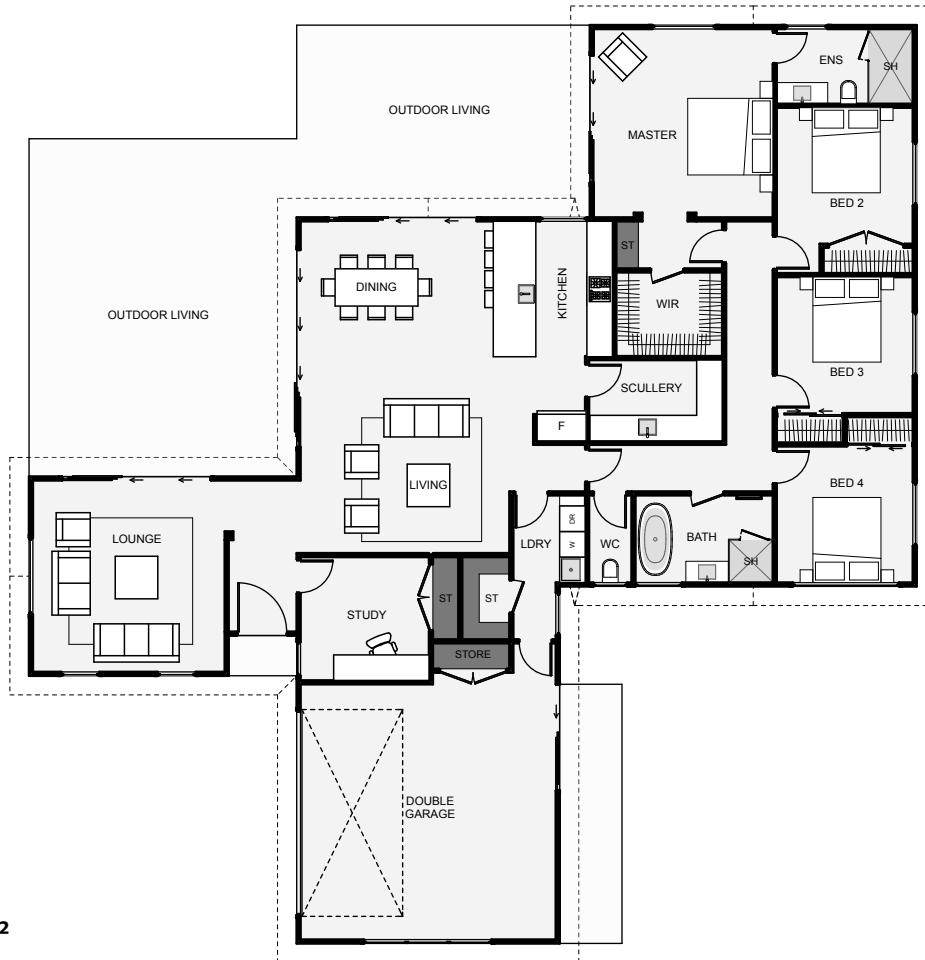 ENS
SH
OUTDOOR LIVING
MASTER
BED 2
ST
DINING
KITCHEN
WIR
OUTDOOR LIVING
BED 3
SCULLERY
F
LIVING
BED 4
LOUNGE
DR
W
LDRY
WC
BATH
SH
ST
ST
STUDY
STORE
DOUBLE
GARAGE
2